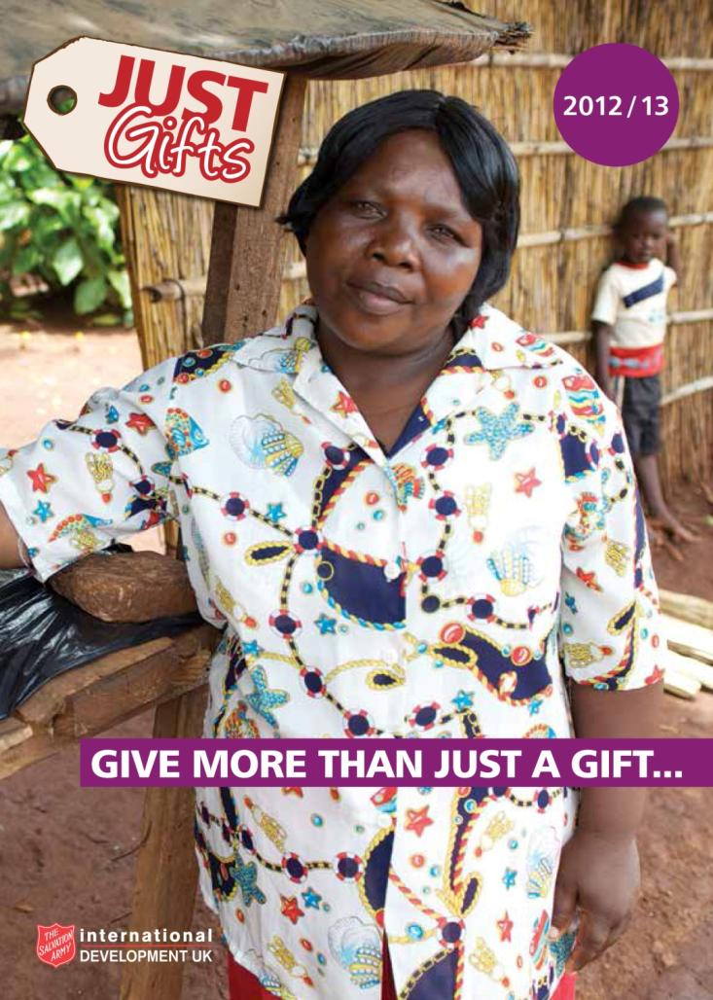 JUST
Gifts
2012/13
GIVE MORE THAN JUST A GIFT...
THE
SALVATION
ARMY
international
DEVELOPMENT UK